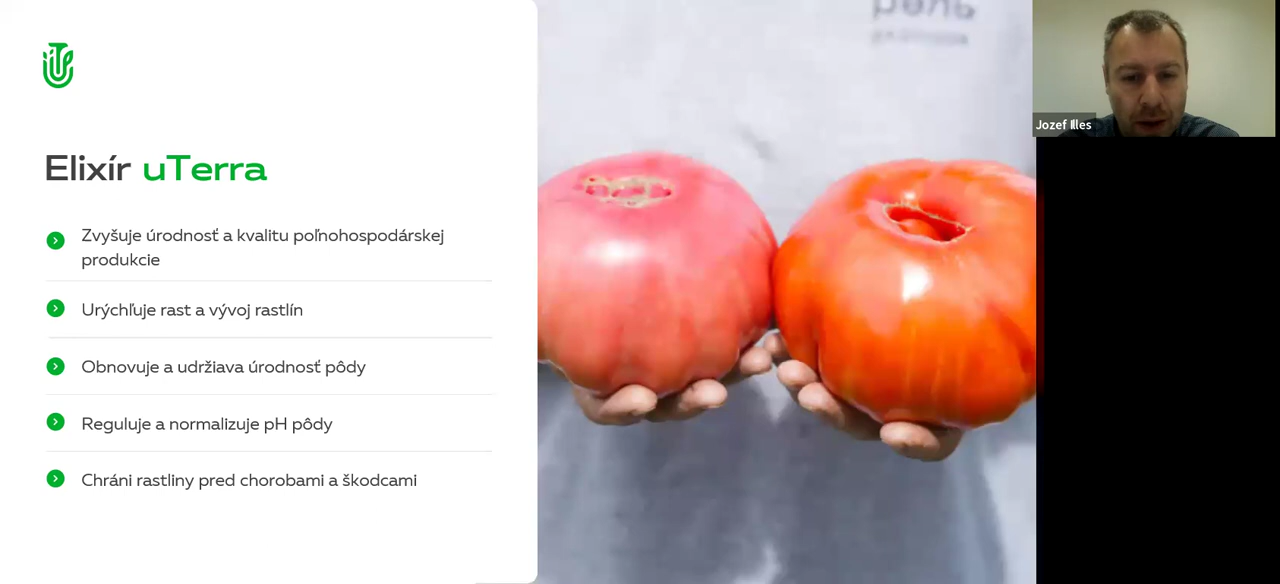 Elixír uTerra
Zvyšuje úrodnosť a kvalitu poľnohospodárskej
produkcie
Urýchľuje rast a vývoj rastlín
Obnovuje a udržiava úrodnosť pôdy
Reguluje a normalizuje pH pôdy
Chráni rastliny pred chorobami a škodcami
Jozef Illes